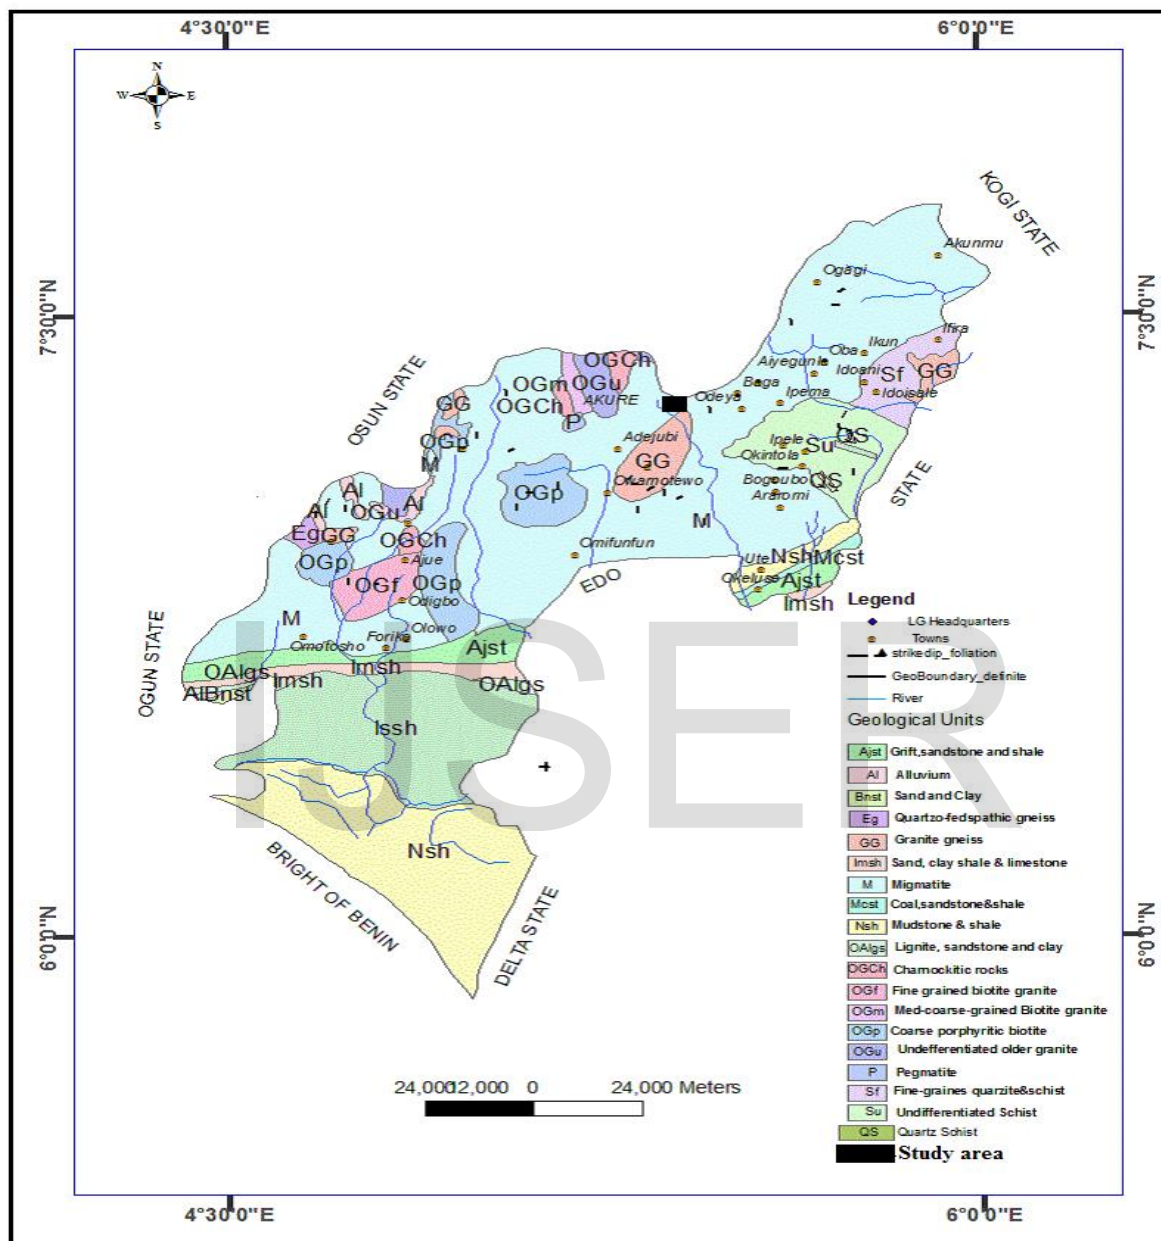 4°30'0"E 6°0'0"E
N
W E
S
KOGI STATE
Akunmu
Ogagi
7°30'0"N 7°30'0"N
Ifira
Oba Ikun
OSUN STATE
OGCh
Aiyegunle Idoani
Sf GG
OGm OGu
Baga Ipema Idoisale
GG OGCh AKURE
Odeya
P
OGp
Adejubi
Ipele Su QS
M
GG
Okintola
Al
OGp
Owamotewo
Bogoubo QS
Al OGu Al
Araromi
STATE
M
Eg GG OGCh
OGp Ajue
Omifunfun
Ute Nsh Mcst
EDO
OGf OGp
Okeluse Ajst
Imsh
Odigbo
M
OGUN STATE
Omofosho Forika Olowo
Ajst
OAlgs Imsh
Imsh OAlgs
AlBnst
Issh
Nsh
BRIGHT OF BENIN
DELTA STATE
6°0'0"N 6°0'0"N
IJSER
Legend
LG Headquarters
Towns
strikedip_foliation
GeoBoundary_definite
River
Geological Units
Ajst Grift,sandstone and shale
Al Alluvium
Bnst Sand and Clay
Eg Quartzo-fedspathic gneiss
GG Granite gneiss
Imsh Sand, clay shale & limestone
M Migmatite
Mcst Coal,sandstone&shale
Nsh Mudstone & shale
OAlgs Lignite, sandstone and clay
OGCh Charnockitic rocks
OGf Fine grained biotite granite
OGm Med-coarse-grained Biotite granite
OGp Coarse porphyritic biotite
OGu Undefferentiated older granite
P Pegmatite
Sf Fine-graines quarzite&schist
Su Undifferentiated Schist
QS Quartz Schist
Study area
24,000 12,000 0 24,000 Meters
4°30'0"E 6°0'0"E